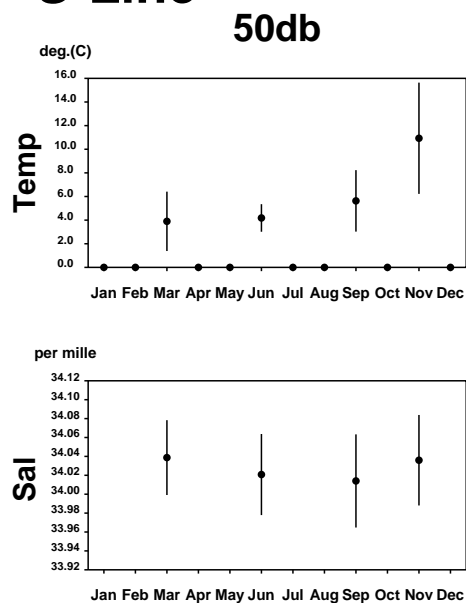 50db
deg.(C)
16.0
14.0
12.0
10.0
8.0
6.0
4.0
2.0
0.0
Temp
Jan Feb Mar Apr May Jun Jul Aug Sep Oct Nov Dec
per mille
34.12
34.10
34.08
34.06
34.04
34.02
34.00
33.98
33.96
33.94
33.92
Sal
Jan Feb Mar Apr May Jun Jul Aug Sep Oct Nov Dec